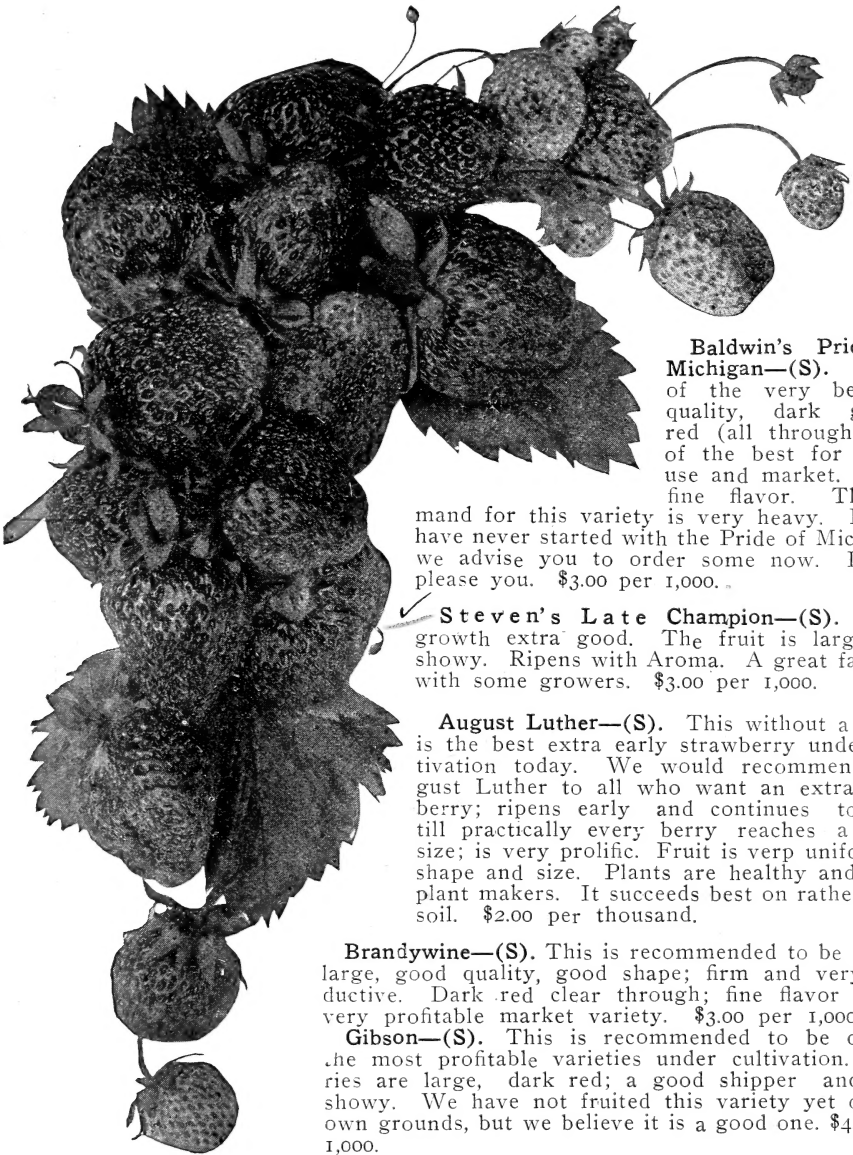 Baldwin's Prid
Michigan—(S).
of the very be
quality, dark g
red (all through
of the best for
use and market.
fine flavor. Th
mand for this variety is very heavy. I
have never started with the Pride of Mic
we advise you to order some now. I
please you. $3.00 per 1,000.
Steven's Late Champion—(S).
growth extra good. The fruit is larg
showy. Ripens with Aroma. A great fa
with some growers. $3.00 per 1,000.
August Luther—(S). This without a
is the best extra early strawberry unde
tivation today. We would recommen
gust Luther to all who want an extra
berry; ripens early and continues to
till practically every berry reaches a
size; is very prolific. Fruit is verp unifo
shape and size. Plants are healthy and
plant makers. It succeeds best on rathe
soil. $2.00 per thousand.
Brandywine—(S). This is recommended to be
large, good quality, good shape; firm and very
ductive. Dark red clear through; fine flavor
very profitable market variety. $3.00 per 1,000
Gibson—(S). This is recommended to be o
the most profitable varieties under cultivation.
ries are large, dark red; a good shipper and
showy. We have not fruited this variety yet o
own grounds, but we believe it is a good one. $4
1,000.